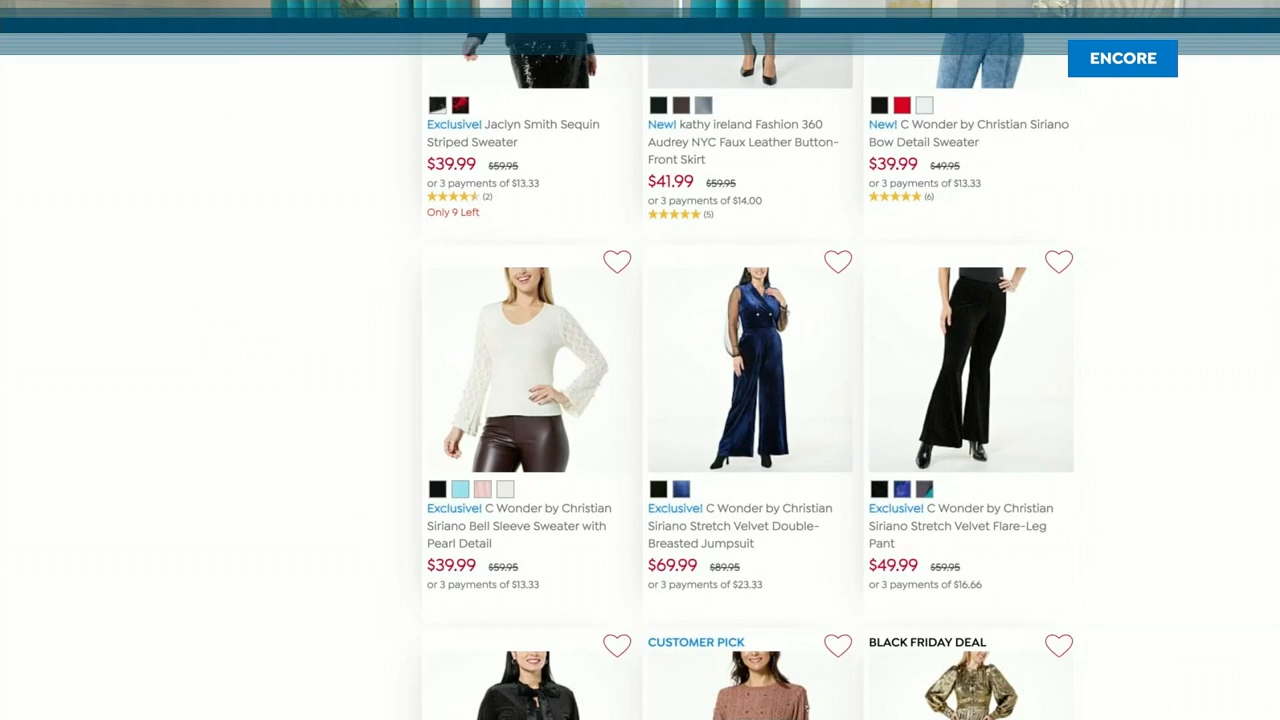 ENCORE
Exclusive! Jaclyn Smith Sequin
Striped Sweater
$39.99 $59.95
or 3 payments of $13.33
(2)
Only 9 Left
New! kathy ireland Fashion 360
Audrey NYC Faux Leather Button-
Front Skirt
$41.99 $59.95
or 3 payments of $14.00
(5)
New! C Wonder by Christian Siriano
Bow Detail Sweater
$39.99 $49.95
or 3 payments of $13.33
(6)
Exclusive! C Wonder by Christian
Siriano Bell Sleeve Sweater with
Pearl Detail
$39.99 $59.95
or 3 payments of $13.33
Exclusive! C Wonder by Christian
Siriano Stretch Velvet Double-
Breasted Jumpsuit
$69.99 $89.95
or 3 payments of $23.33
Exclusive! C Wonder by Christian
Siriano Stretch Velvet Flare-Leg
Pant
$49.99 $59.95
or 3 payments of $16.66
CUSTOMER PICK
BLACK FRIDAY DEAL